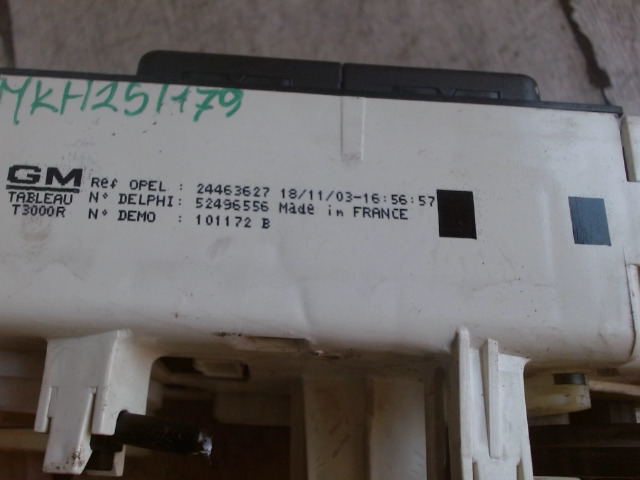 MKH251179
GM
TABLEAU
T3000R
Réf OPEL : 24463627 18/11/03-16:56:57
N° DELPHI: 52496556 Made in FRANCE
N° DEMO : 101172 B